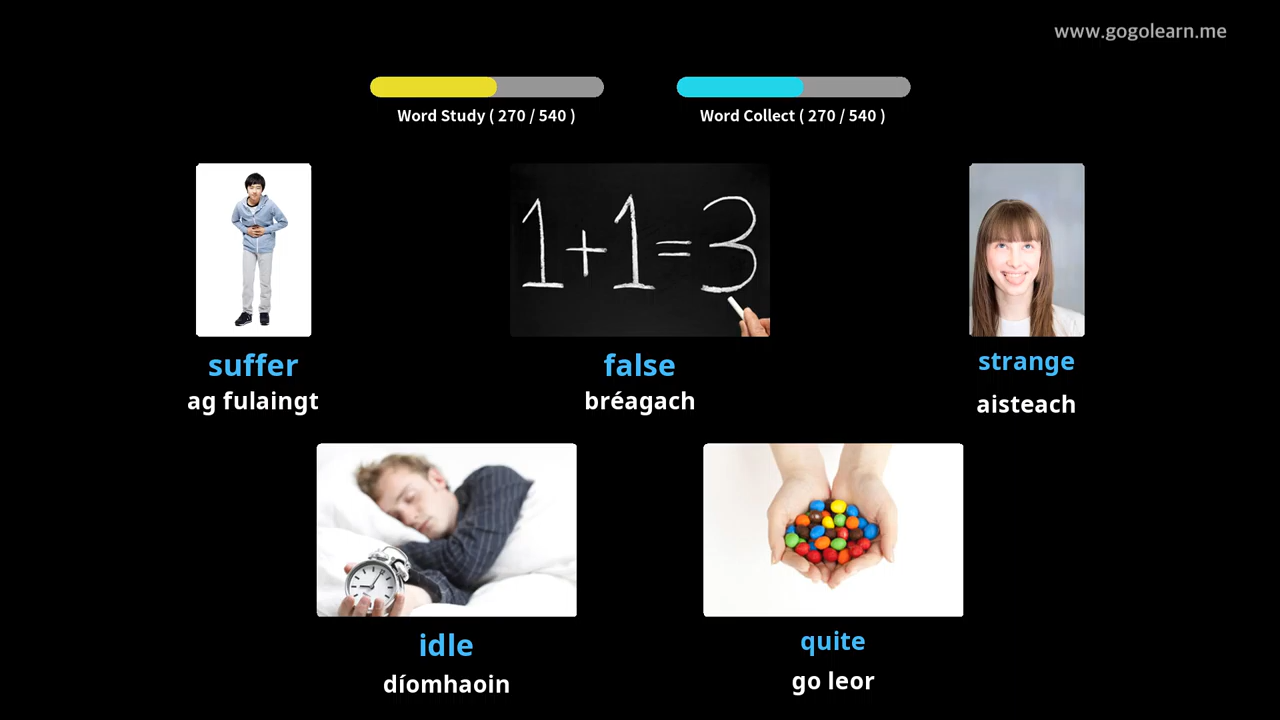 www.gogolearn.me
Word Study ( 270 / 540 )
Word Collect ( 270 / 540 )
1+1=3
suffer
ag fulaingt
false
bréagach
strange
aisteach
idle
díomhaoin
quite
go leor